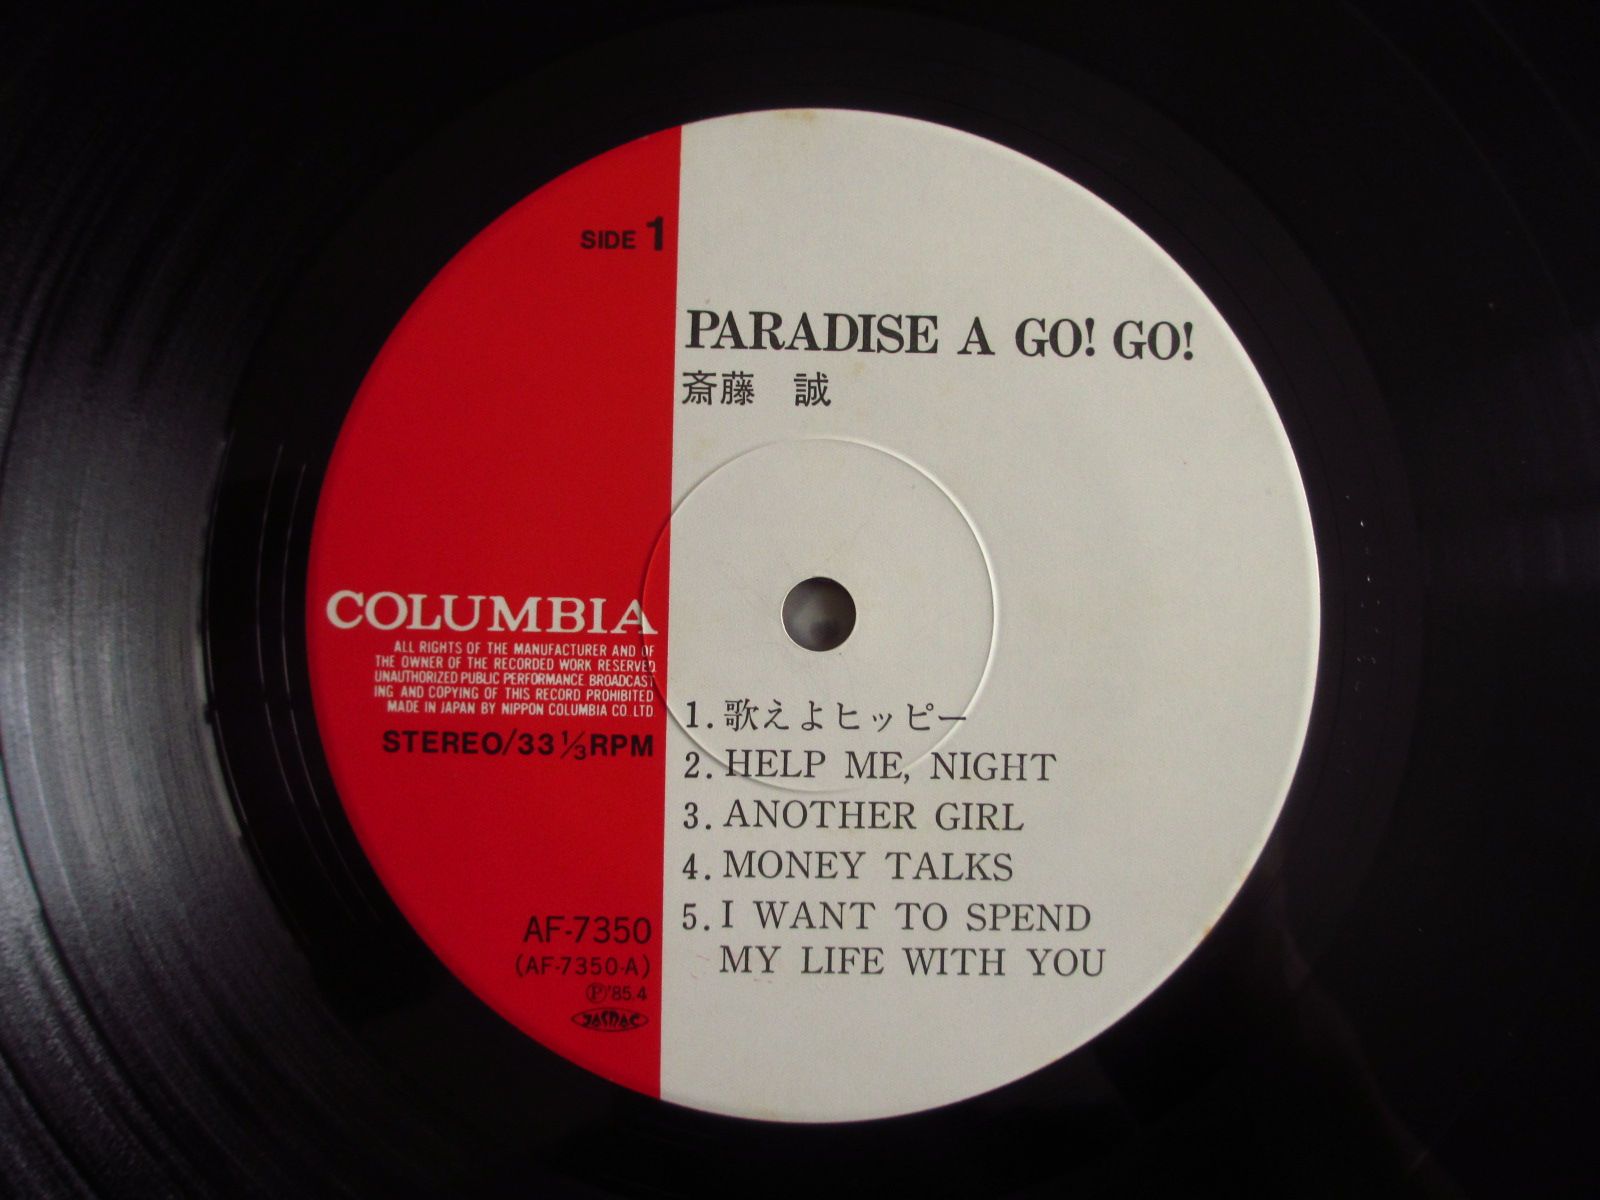 SIDE 1
PARADISE A GO! GO!
斎藤 誠
COLUMBIA
ALL RIGHTS OF THE MANUFACTURER AND OF
THE OWNER OF THE RECORDED WORK RESERVED
UNAUTHORIZED PUBLIC PERFORMANCE BROADCAST
ING AND COPYING OF THIS RECORD PROHIBITED
MADE IN JAPAN BY NIPPON COLUMBIA CO. LTD.
STEREO/33⅓RPM
1. 歌えよヒッピー
2. HELP ME, NIGHT
3. ANOTHER GIRL
4. MONEY TALKS
5. I WANT TO SPEND
MY LIFE WITH YOU
AF-7350
(AF-7350-A)
Ⓟ'85.4
JASRAC